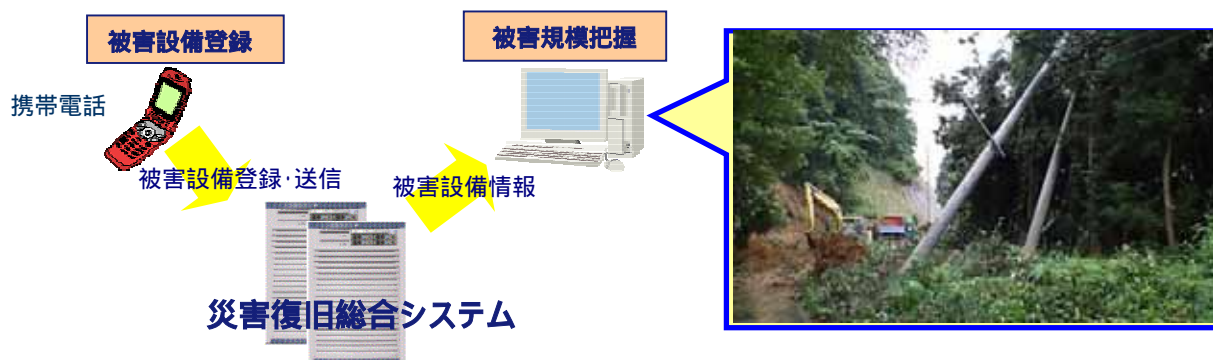 被害設備登録
被害規模把握
携帯電話
被害設備登録･送信
被害設備情報
災害復旧総合システム